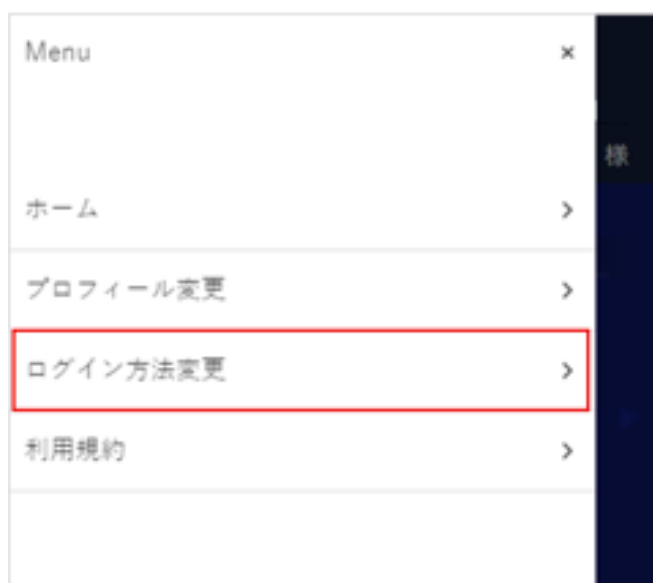 Menu ×
様
ホーム
プロフィール変更
ログイン方法変更
利用規約